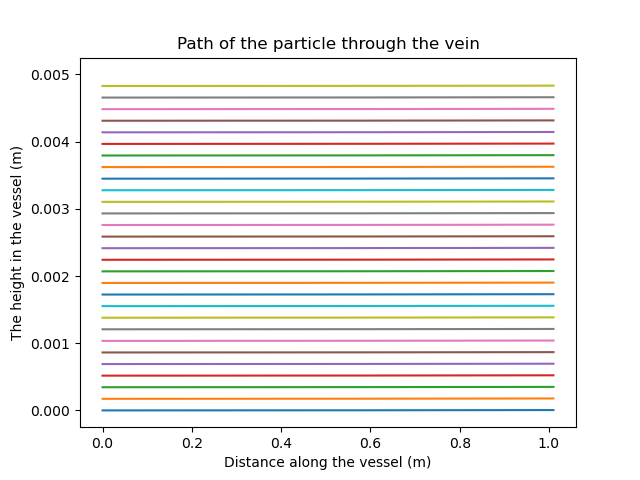 Path of the particle through the vein
0.005
0.004
0.003
0.002
0.001
0.000
The height in the vessel (m)
0.0 0.2 0.4 0.6 0.8 1.0
Distance along the vessel (m)